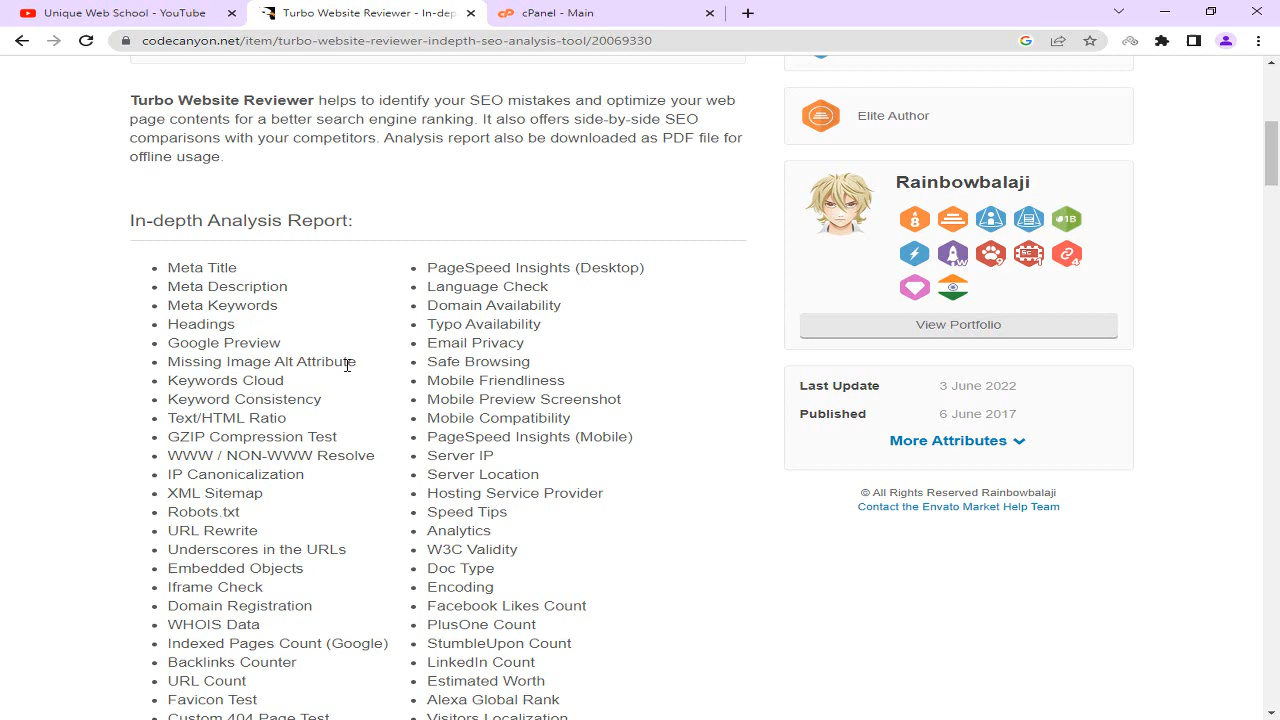 Unique Web School - YouTube
Turbo Website Reviewer - In-dep
cPanel - Main
codecanyon.net/item/turbo-website-reviewer-indepth-seo-analysis-tool/20069330
Turbo Website Reviewer helps to identify your SEO mistakes and optimize your web
page contents for a better search engine ranking. It also offers side-by-side SEO
comparisons with your competitors. Analysis report also be downloaded as PDF file for
offline usage.
In-depth Analysis Report:
Meta Title
Meta Description
Meta Keywords
Headings
Google Preview
Missing Image Alt Attribute
Keywords Cloud
Keyword Consistency
Text/HTML Ratio
GZIP Compression Test
WWW / NON-WWW Resolve
IP Canonicalization
XML Sitemap
Robots.txt
URL Rewrite
Underscores in the URLs
Embedded Objects
Iframe Check
Domain Registration
WHOIS Data
Indexed Pages Count (Google)
Backlinks Counter
URL Count
Favicon Test
Custom 404 Page Test
PageSpeed Insights (Desktop)
Language Check
Domain Availability
Typo Availability
Email Privacy
Safe Browsing
Mobile Friendliness
Mobile Preview Screenshot
Mobile Compatibility
PageSpeed Insights (Mobile)
Server IP
Server Location
Hosting Service Provider
Speed Tips
Analytics
W3C Validity
Doc Type
Encoding
Facebook Likes Count
PlusOne Count
StumbleUpon Count
LinkedIn Count
Estimated Worth
Alexa Global Rank
Visitors Localization
Elite Author
Rainbowbalaji
8
1B
W
9
SC
1
4
View Portfolio
Last Update 3 June 2022
Published 6 June 2017
More Attributes
© All Rights Reserved Rainbowbalaji
Contact the Envato Market Help Team